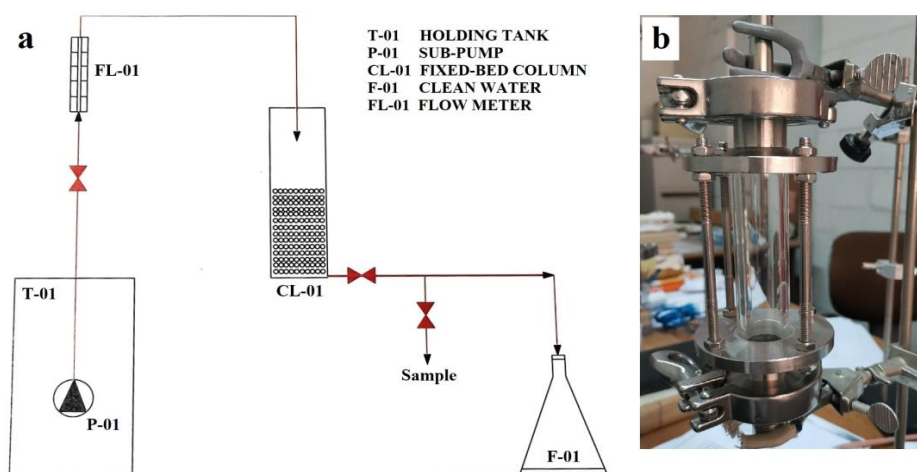 a
T-01 HOLDING TANK
P-01 SUB-PUMP
CL-01 FIXED-BED COLUMN
F-01 CLEAN WATER
FL-01 FLOW METER
FL-01
T-01
P-01
CL-01
Sample
F-01
b